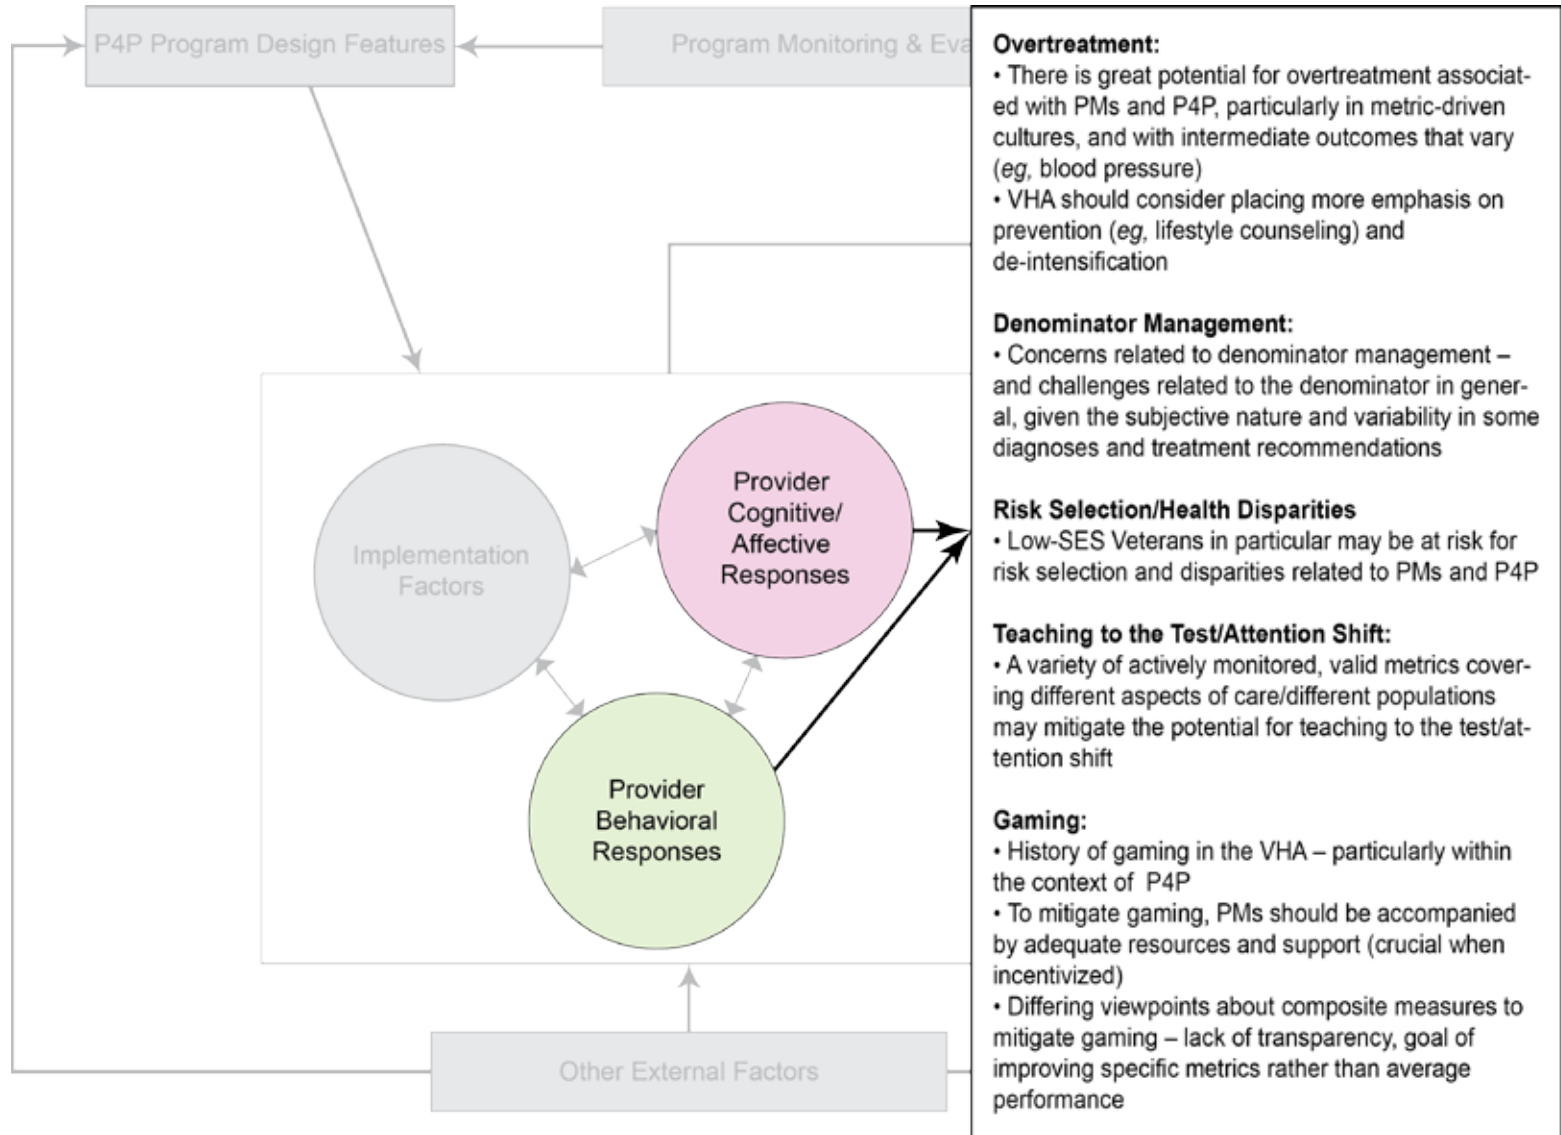 P4P Program Design Features
Program Monitoring & Eva
Overtreatment:
• There is great potential for overtreatment associat-
ed with PMs and P4P, particularly in metric-driven
cultures, and with intermediate outcomes that vary
(eg, blood pressure)
• VHA should consider placing more emphasis on
prevention (eg, lifestyle counseling) and
de-intensification
Denominator Management:
• Concerns related to denominator management –
and challenges related to the denominator in gener-
al, given the subjective nature and variability in some
diagnoses and treatment recommendations
Risk Selection/Health Disparities
• Low-SES Veterans in particular may be at risk for
risk selection and disparities related to PMs and P4P
Teaching to the Test/Attention Shift:
• A variety of actively monitored, valid metrics cover-
ing different aspects of care/different populations
may mitigate the potential for teaching to the test/at-
tention shift
Gaming:
• History of gaming in the VHA – particularly within
the context of P4P
• To mitigate gaming, PMs should be accompanied
by adequate resources and support (crucial when
incentivized)
• Differing viewpoints about composite measures to
mitigate gaming – lack of transparency, goal of
improving specific metrics rather than average
performance
Implementation
Factors
Provider
Cognitive/
Affective
Responses
Provider
Behavioral
Responses
Other External Factors